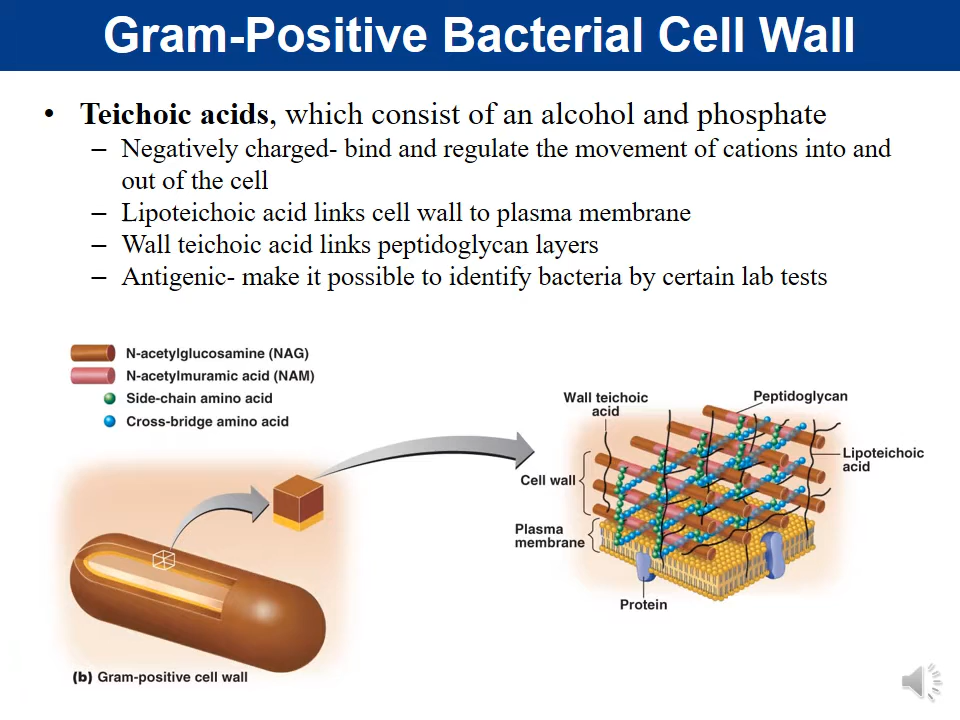 Gram-Positive Bacterial Cell Wall
• Teichoic acids, which consist of an alcohol and phosphate
– Negatively charged- bind and regulate the movement of cations into and
out of the cell
– Lipoteichoic acid links cell wall to plasma membrane
– Wall teichoic acid links peptidoglycan layers
– Antigenic- make it possible to identify bacteria by certain lab tests
N-acetylglucosamine (NAG)
N-acetylmuramic acid (NAM)
Side-chain amino acid
Cross-bridge amino acid
Wall teichoic
acid
Peptidoglycan
Lipoteichoic
acid
Cell wall
Plasma
membrane
Protein
(b) Gram-positive cell wall